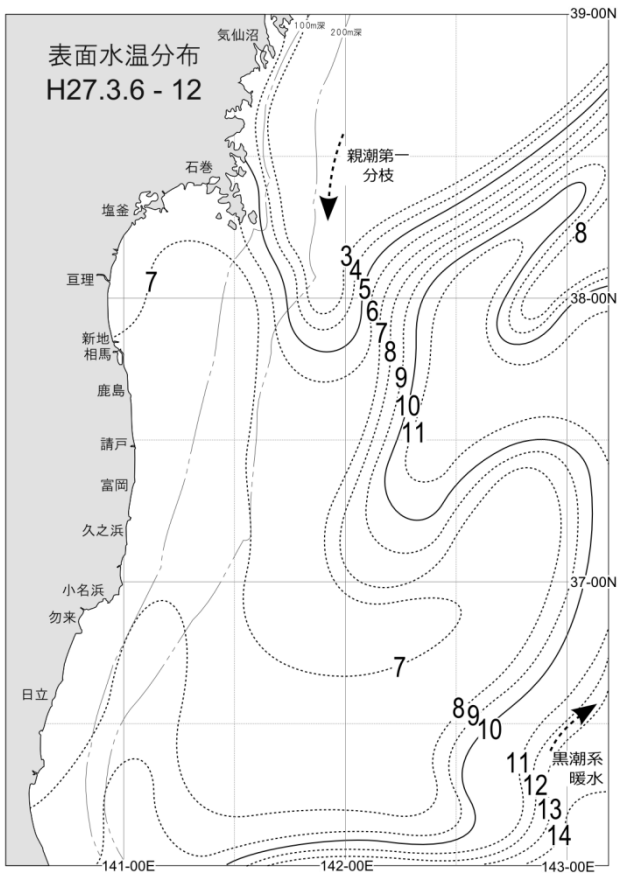 39-00N
気仙沼
100m深
200m深
表面水温分布
H27.3.6 - 12
親潮第一
分枝
石巻
塩釜
8
3
4
亘理
7
5
38-00N
6
新地
7
相馬
8
9
鹿島
10
11
請戸
富岡
久之浜
37-00N
小名浜
勿来
7
日立
8
9
10
11
黒潮系
暖水
12
13
14
141-00E
142-00E
143-00E